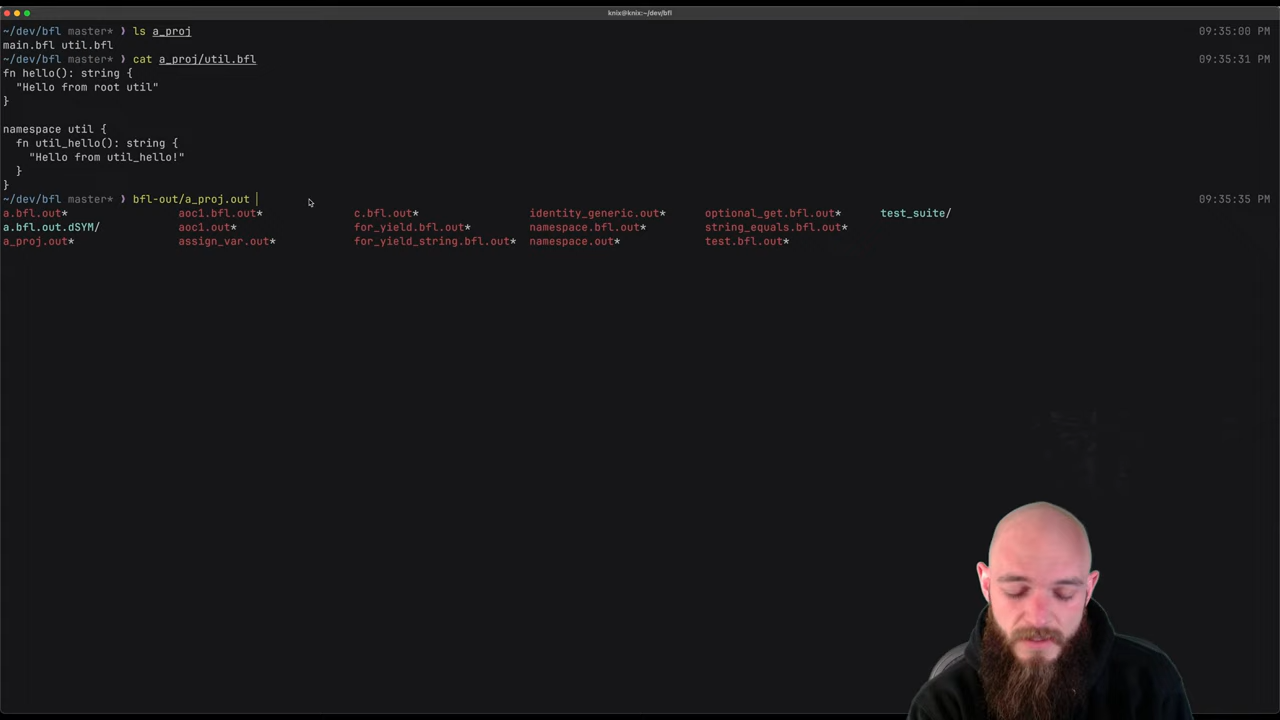 knix@knix:~/dev/bfl
~/dev/bfl master* ❯ ls a_proj 09:35:00 PM
main.bfl util.bfl
~/dev/bfl master* ❯ cat a_proj/util.bfl 09:35:31 PM
fn hello(): string {
  "Hello from root util"
}
namespace util {
  fn util_hello(): string {
    "Hello from util_hello!"
  }
}
~/dev/bfl master* ❯ bfl-out/a_proj.out 09:35:35 PM
a.bfl.out* aoc1.bfl.out* c.bfl.out* identity_generic.out* optional_get.bfl.out* test_suite/
a.bfl.out.dSYM/ aoc1.out* for_yield.bfl.out* namespace.bfl.out* string_equals.bfl.out*
a_proj.out* assign_var.out* for_yield_string.bfl.out* namespace.out* test.bfl.out*